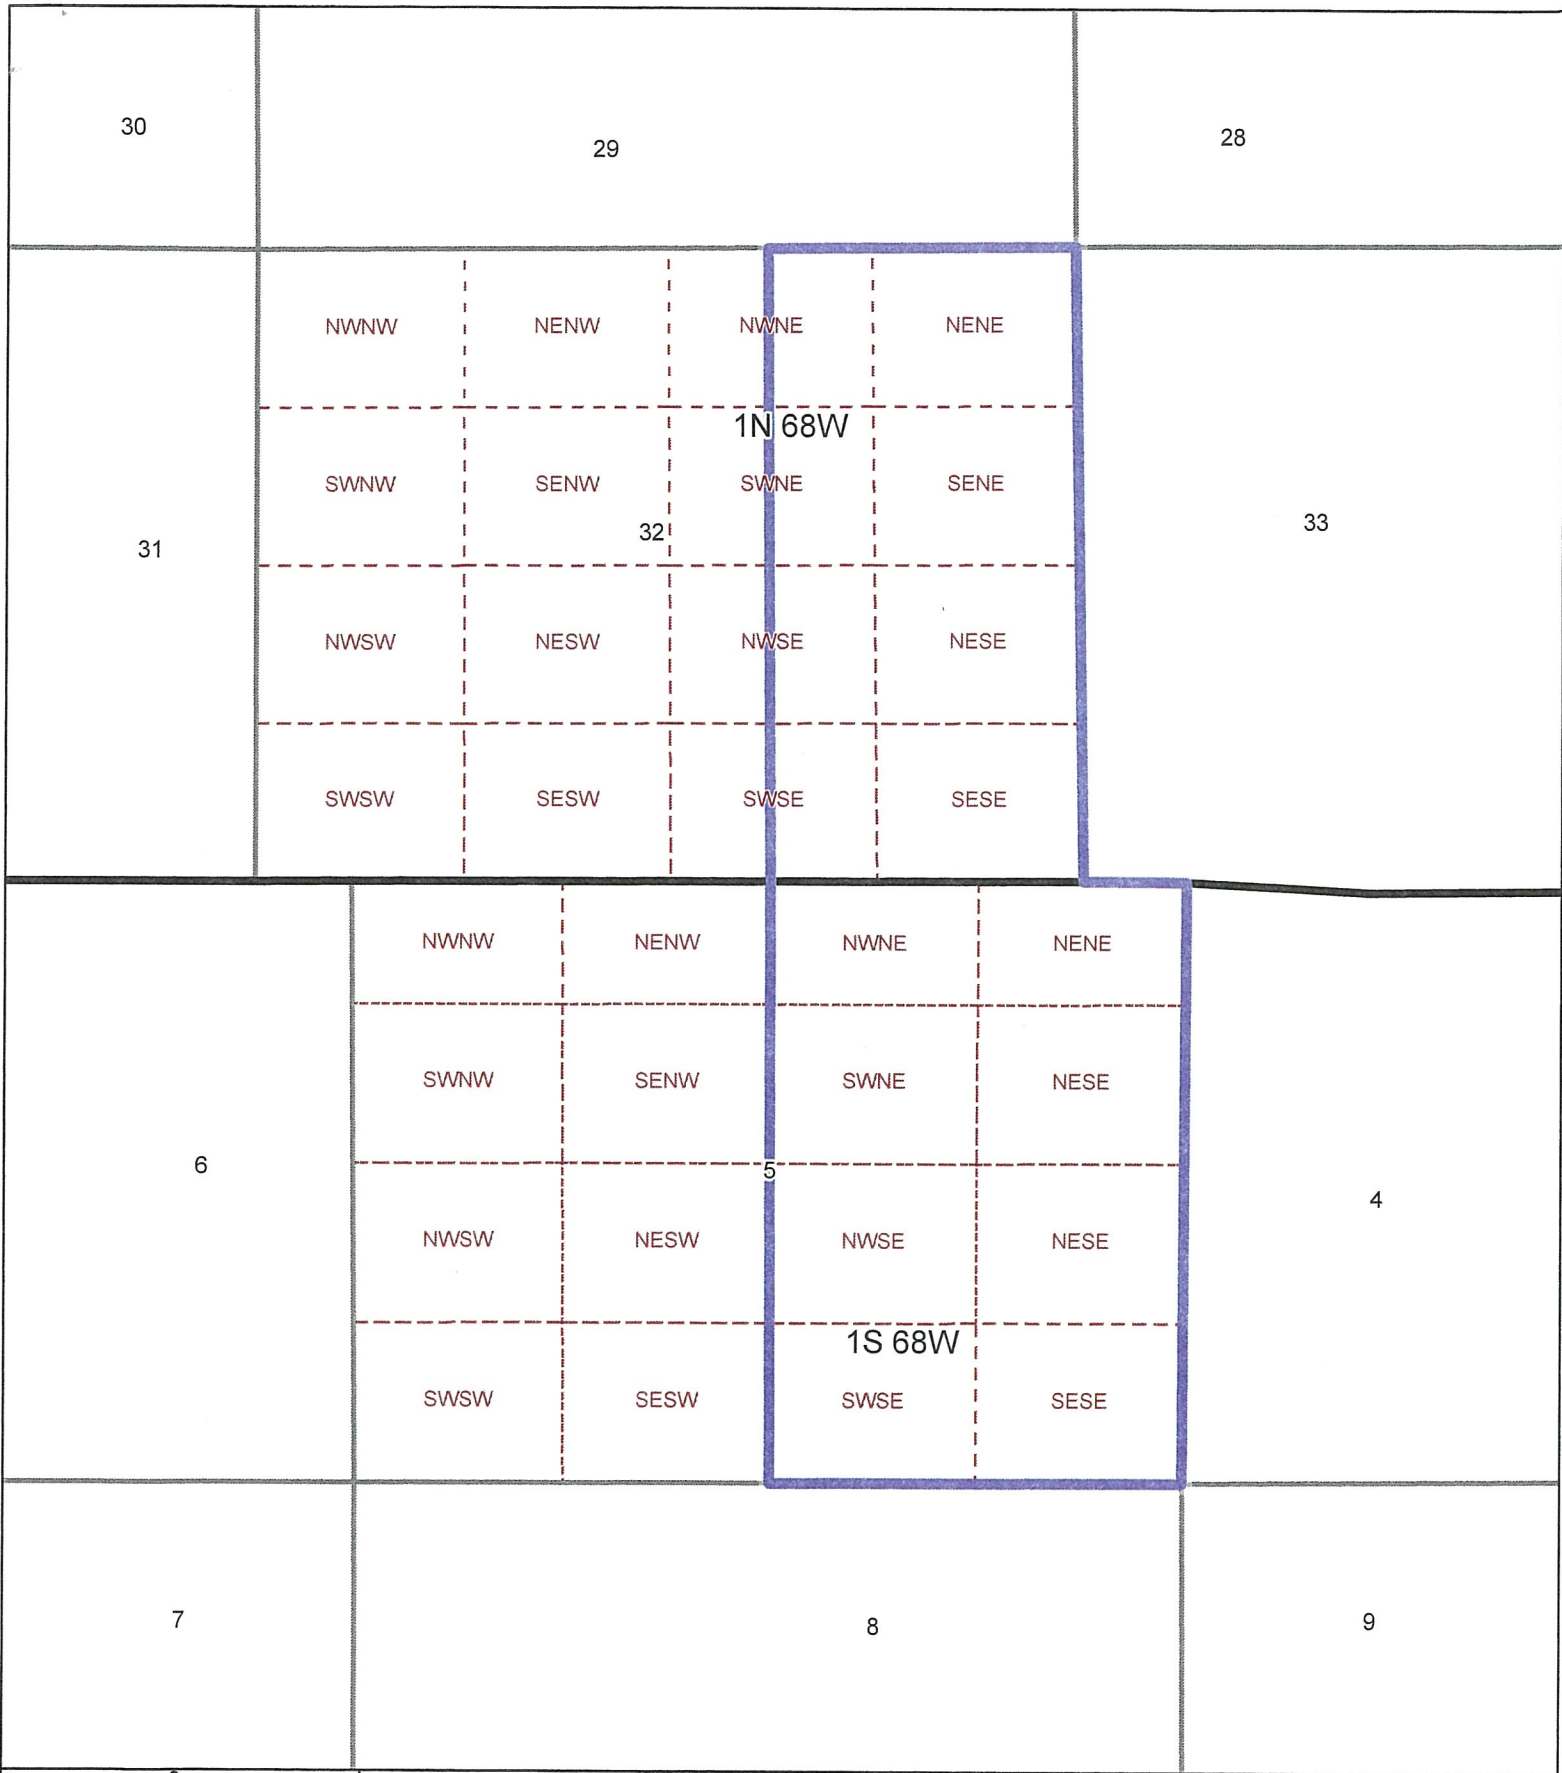 30 29 28
NWNW NENW NWNE NENE
1N 68W
SWNW SENW SWNE SENE
31 32 33
NWSW NESW NWSE NESE
SWSW SESW SWSE SESE
NWNW NENW NWNE NENE
SWNW SENW SWNE NESE
6 5 4
NWSW NESW NWSE NESE
1S 68W
SWSW SESW SWSE SESE
7 8 9